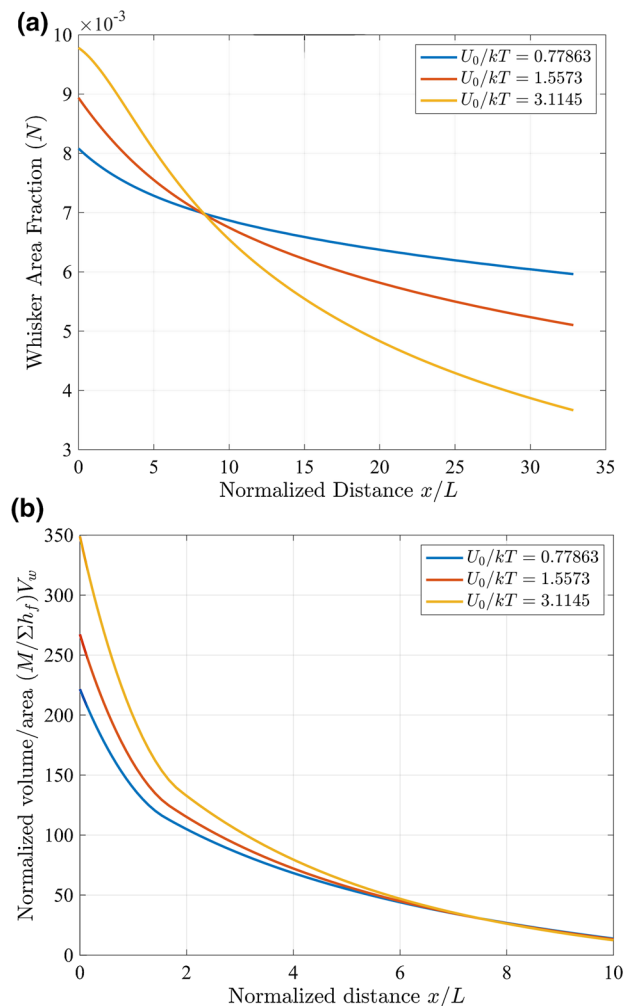 (a)
×10⁻³
10
9
8
7
6
5
4
3
Whisker Area Fraction (N)
U₀/kT = 0.77863
U₀/kT = 1.5573
U₀/kT = 3.1145
0 5 10 15 20 25 30 35
Normalized Distance x/L
(b)
350
300
250
200
150
100
50
0
Normalized volume/area (M/Σh_f)V_w
U₀/kT = 0.77863
U₀/kT = 1.5573
U₀/kT = 3.1145
0 2 4 6 8 10
Normalized distance x/L